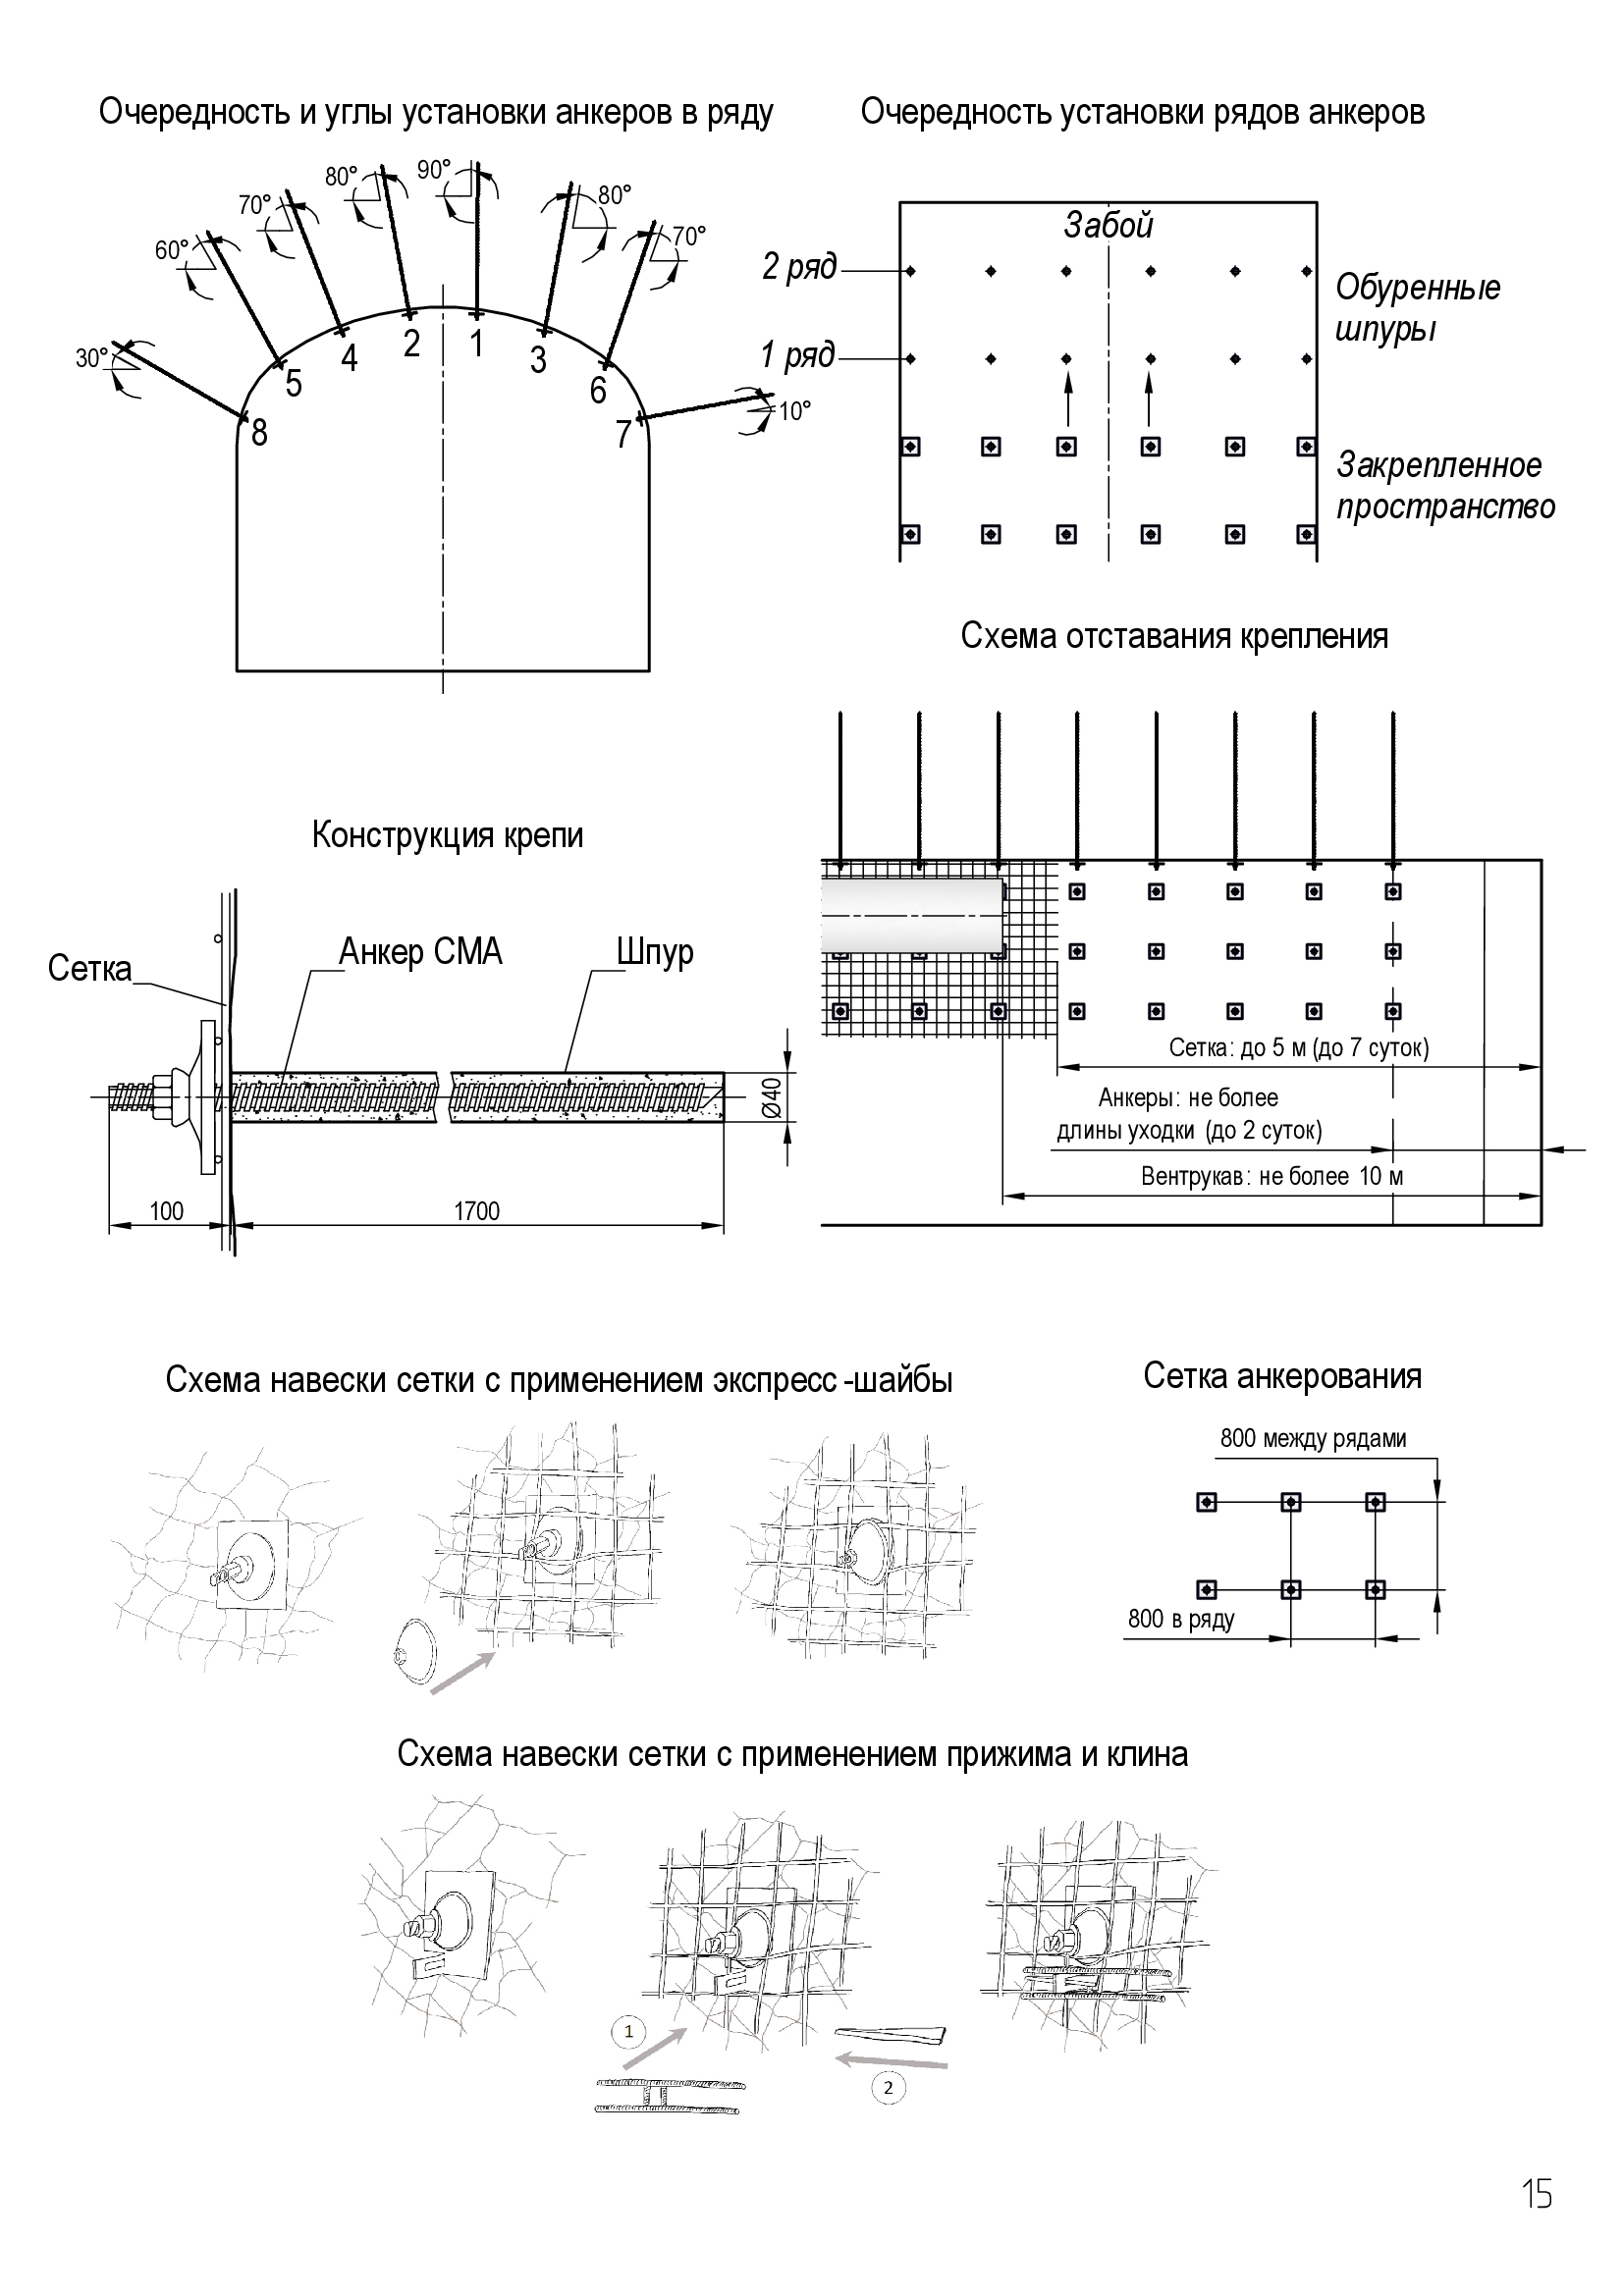 Очередность и углы установки анкеров в ряду
90°
80°
80°
70°
70°
60°
30°
10°
2
1
4
3
5
6
8
7
Очередность установки рядов анкеров
Забой
2 ряд
1 ряд
Обуренные
шпуры
Закрепленное
пространство
Схема отставания крепления
Сетка: до 5 м (до 7 суток)
Анкеры: не более
длины уходки (до 2 суток)
Вентрукав: не более 10 м
Конструкция крепи
Сетка
Анкер СМА
Шпур
Ø40
100
1700
Схема навески сетки с применением экспресс-шайбы
Сетка анкерования
800 между рядами
800 в ряду
Схема навески сетки с применением прижима и клина
1
2
15